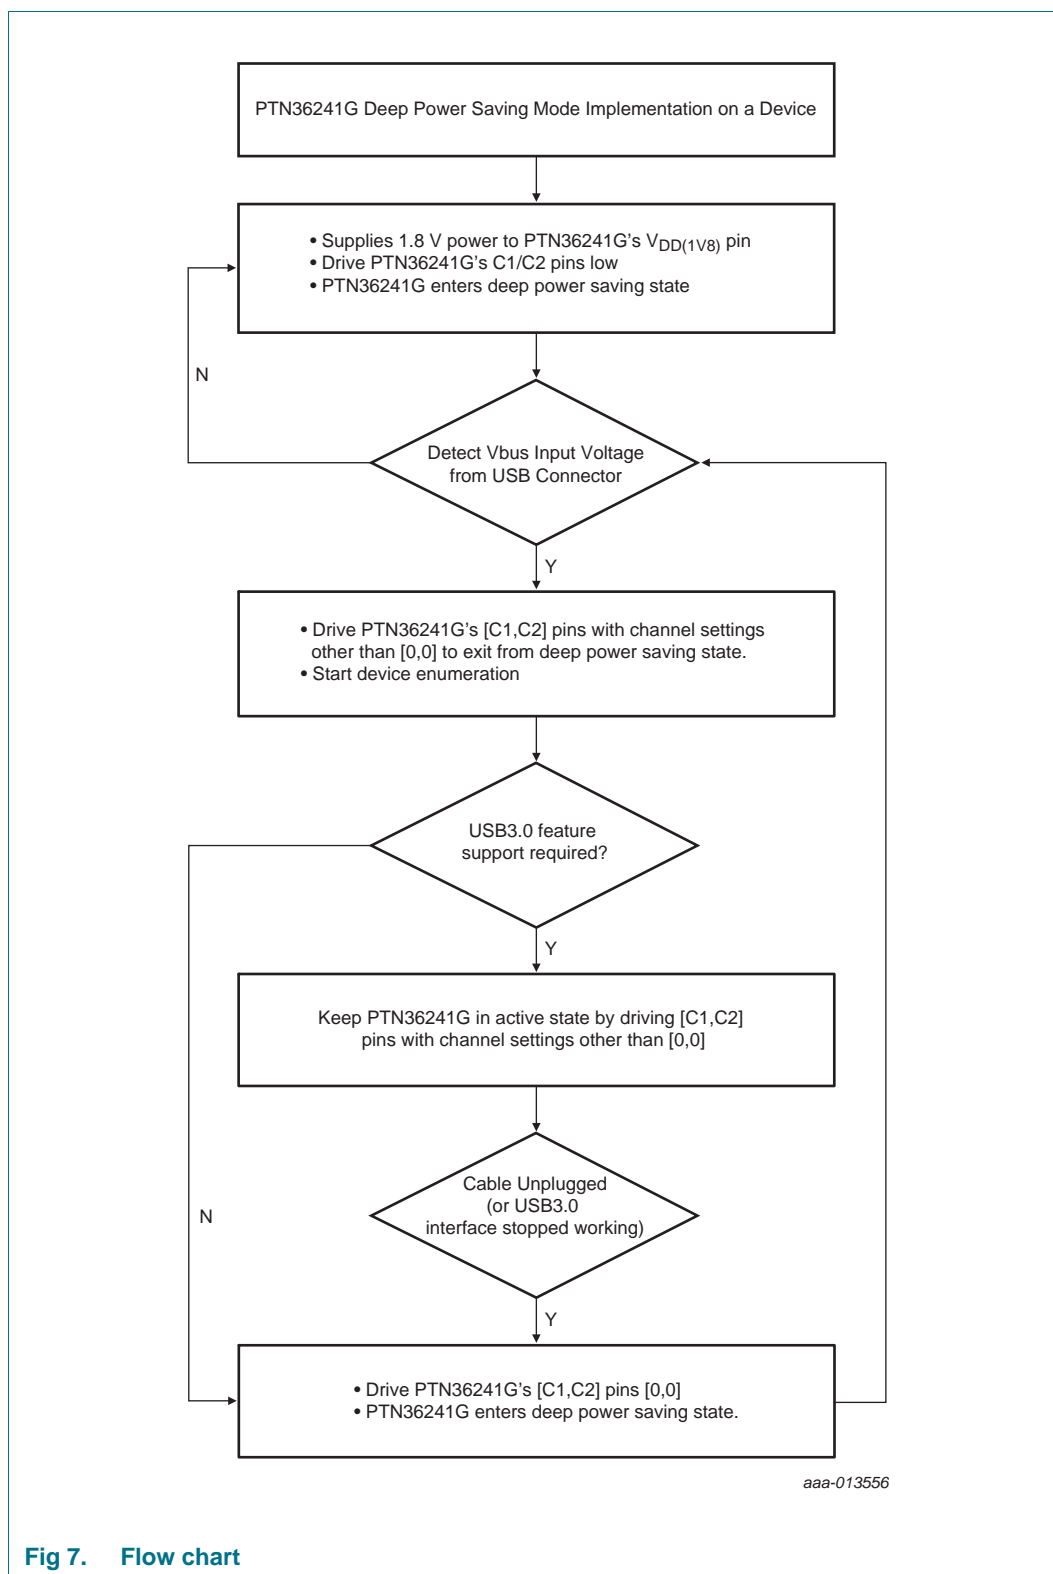 PTN36241G Deep Power Saving Mode Implementation on a Device
• Supplies 1.8 V power to PTN36241G's VDD(1V8) pin
• Drive PTN36241G's C1/C2 pins low
• PTN36241G enters deep power saving state
N
Detect Vbus Input Voltage
from USB Connector
Y
• Drive PTN36241G's [C1,C2] pins with channel settings
other than [0,0] to exit from deep power saving state.
• Start device enumeration
USB3.0 feature
support required?
Y
Keep PTN36241G in active state by driving [C1,C2]
pins with channel settings other than [0,0]
Cable Unplugged
(or USB3.0
interface stopped working)
N
Y
• Drive PTN36241G's [C1,C2] pins [0,0]
• PTN36241G enters deep power saving state.
aaa-013556
Fig 7. Flow chart